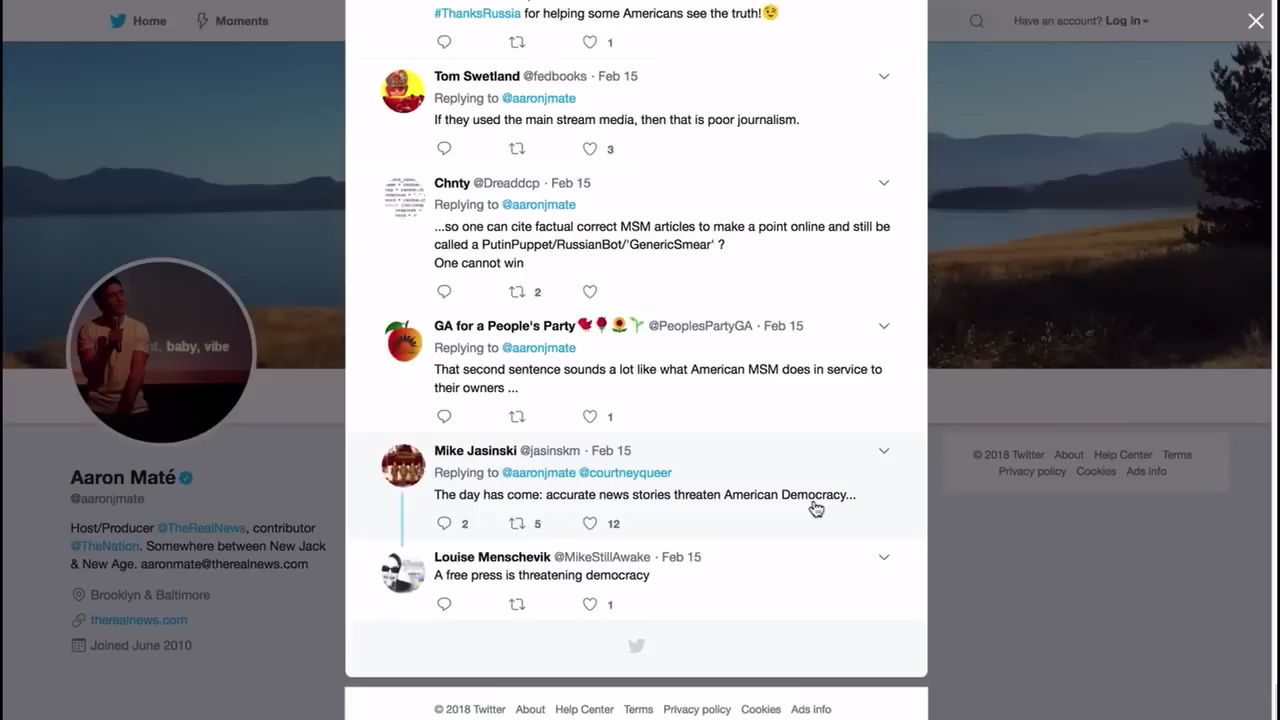 Home
Moments
Have an account? Log in
#ThanksRussia for helping some Americans see the truth!
1
Tom Swetland @fedbooks · Feb 15
Replying to @aaronjmate
If they used the main stream media, then that is poor journalism.
3
Chnty @Dreaddcp · Feb 15
Replying to @aaronjmate
...so one can cite factual correct MSM articles to make a point online and still be
called a PutinPuppet/RussianBot/'GenericSmear' ?
One cannot win
2
GA for a People's Party @PeoplesPartyGA · Feb 15
Replying to @aaronjmate
That second sentence sounds a lot like what American MSM does in service to
their owners ...
1
Mike Jasinski @jasinskm · Feb 15
Replying to @aaronjmate @courtneyqueer
The day has come: accurate news stories threaten American Democracy...
2 5 12
Louise Menschevik @MikeStillAwake · Feb 15
A free press is threatening democracy
1
© 2018 Twitter About Help Center Terms
Privacy policy Cookies Ads info
, baby, vibe
Aaron Maté
@aaronjmate
Host/Producer @TheRealNews, contributor
@TheNation. Somewhere between New Jack
& New Age. aaronmate@therealnews.com
Brooklyn & Baltimore
therealnews.com
Joined June 2010
© 2018 Twitter About Help Center Terms Privacy policy Cookies Ads info